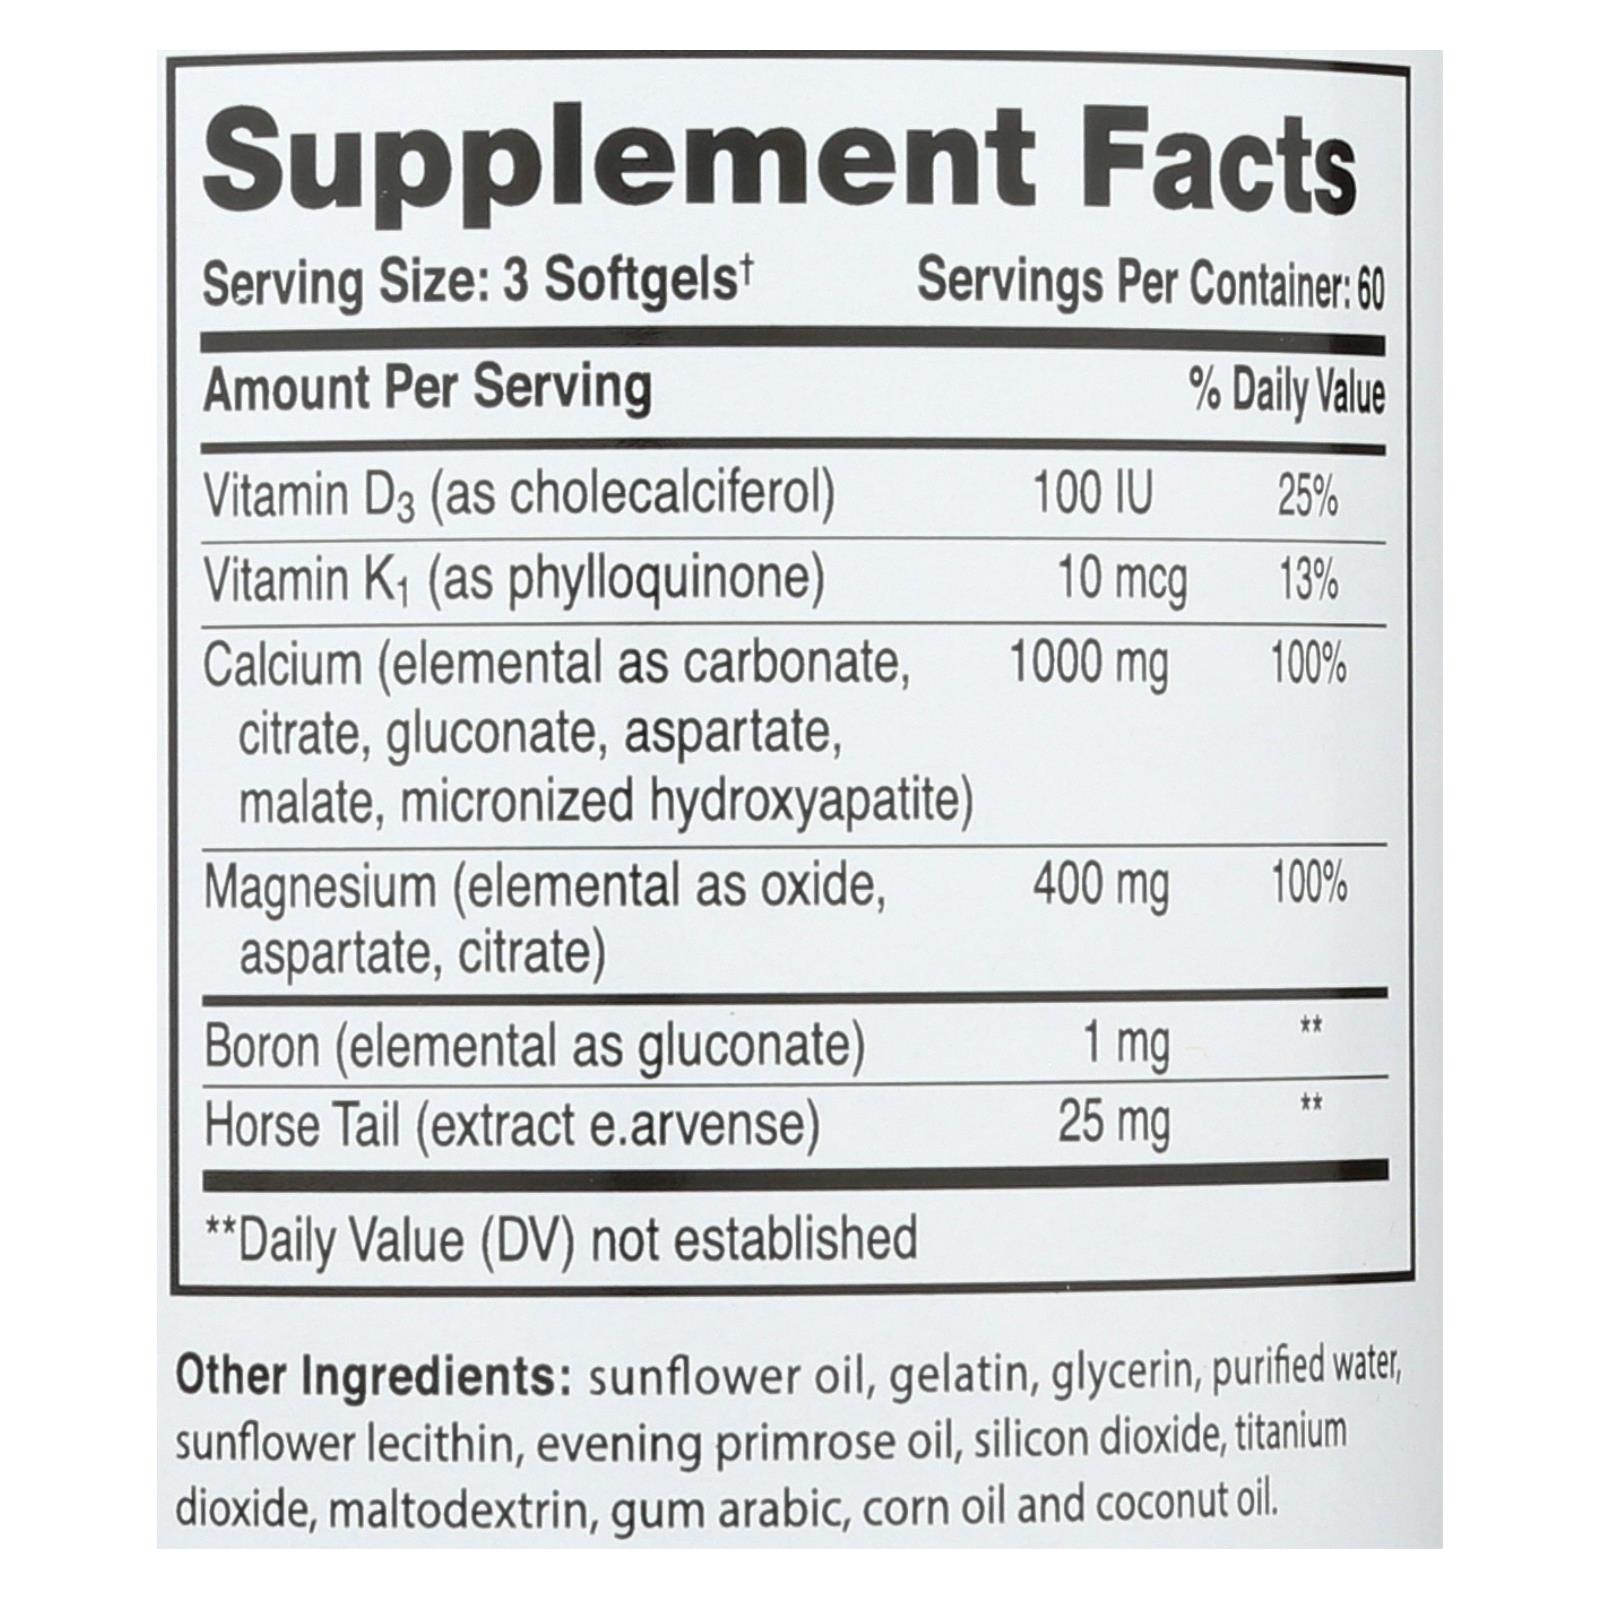 Supplement Facts
Serving Size: 3 Softgels† Servings Per Container: 60
Amount Per Serving % Daily Value
Vitamin D₃ (as cholecalciferol) 100 IU 25%
Vitamin K₁ (as phylloquinone) 10 mcg 13%
Calcium (elemental as carbonate, 1000 mg 100%
citrate, gluconate, aspartate,
malate, micronized hydroxyapatite)
Magnesium (elemental as oxide, 400 mg 100%
aspartate, citrate)
Boron (elemental as gluconate) 1 mg **
Horse Tail (extract e.arvense) 25 mg **
**Daily Value (DV) not established
Other Ingredients: sunflower oil, gelatin, glycerin, purified water,
sunflower lecithin, evening primrose oil, silicon dioxide, titanium
dioxide, maltodextrin, gum arabic, corn oil and coconut oil.